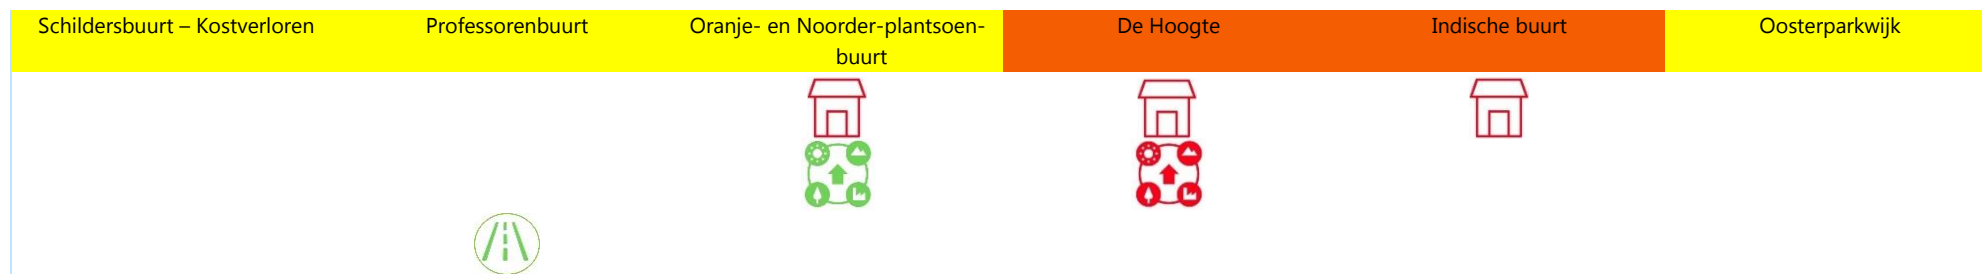 Schildersbuurt – Kostverloren
Professorenbuurt
Oranje- en Noorder-plantsoen-
buurt
De Hoogte
Indische buurt
Oosterparkwijk